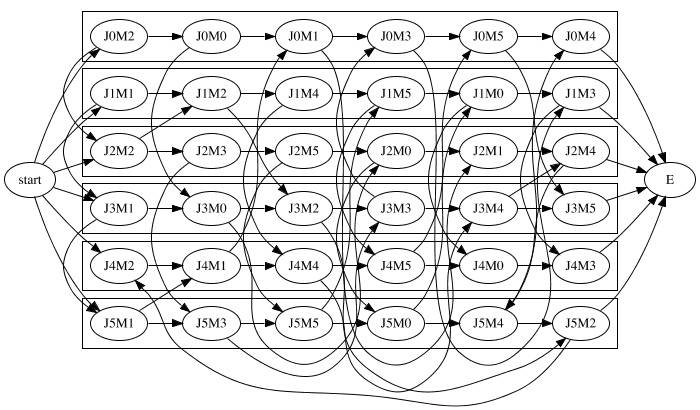 J0M2 J0M0 J0M1 J0M3 J0M5 J0M4
J1M1 J1M2 J1M4 J1M5 J1M0 J1M3
J2M2 J2M3 J2M5 J2M0 J2M1 J2M4
start E
J3M1 J3M0 J3M2 J3M3 J3M4 J3M5
J4M2 J4M1 J4M4 J4M5 J4M0 J4M3
J5M1 J5M3 J5M5 J5M0 J5M4 J5M2